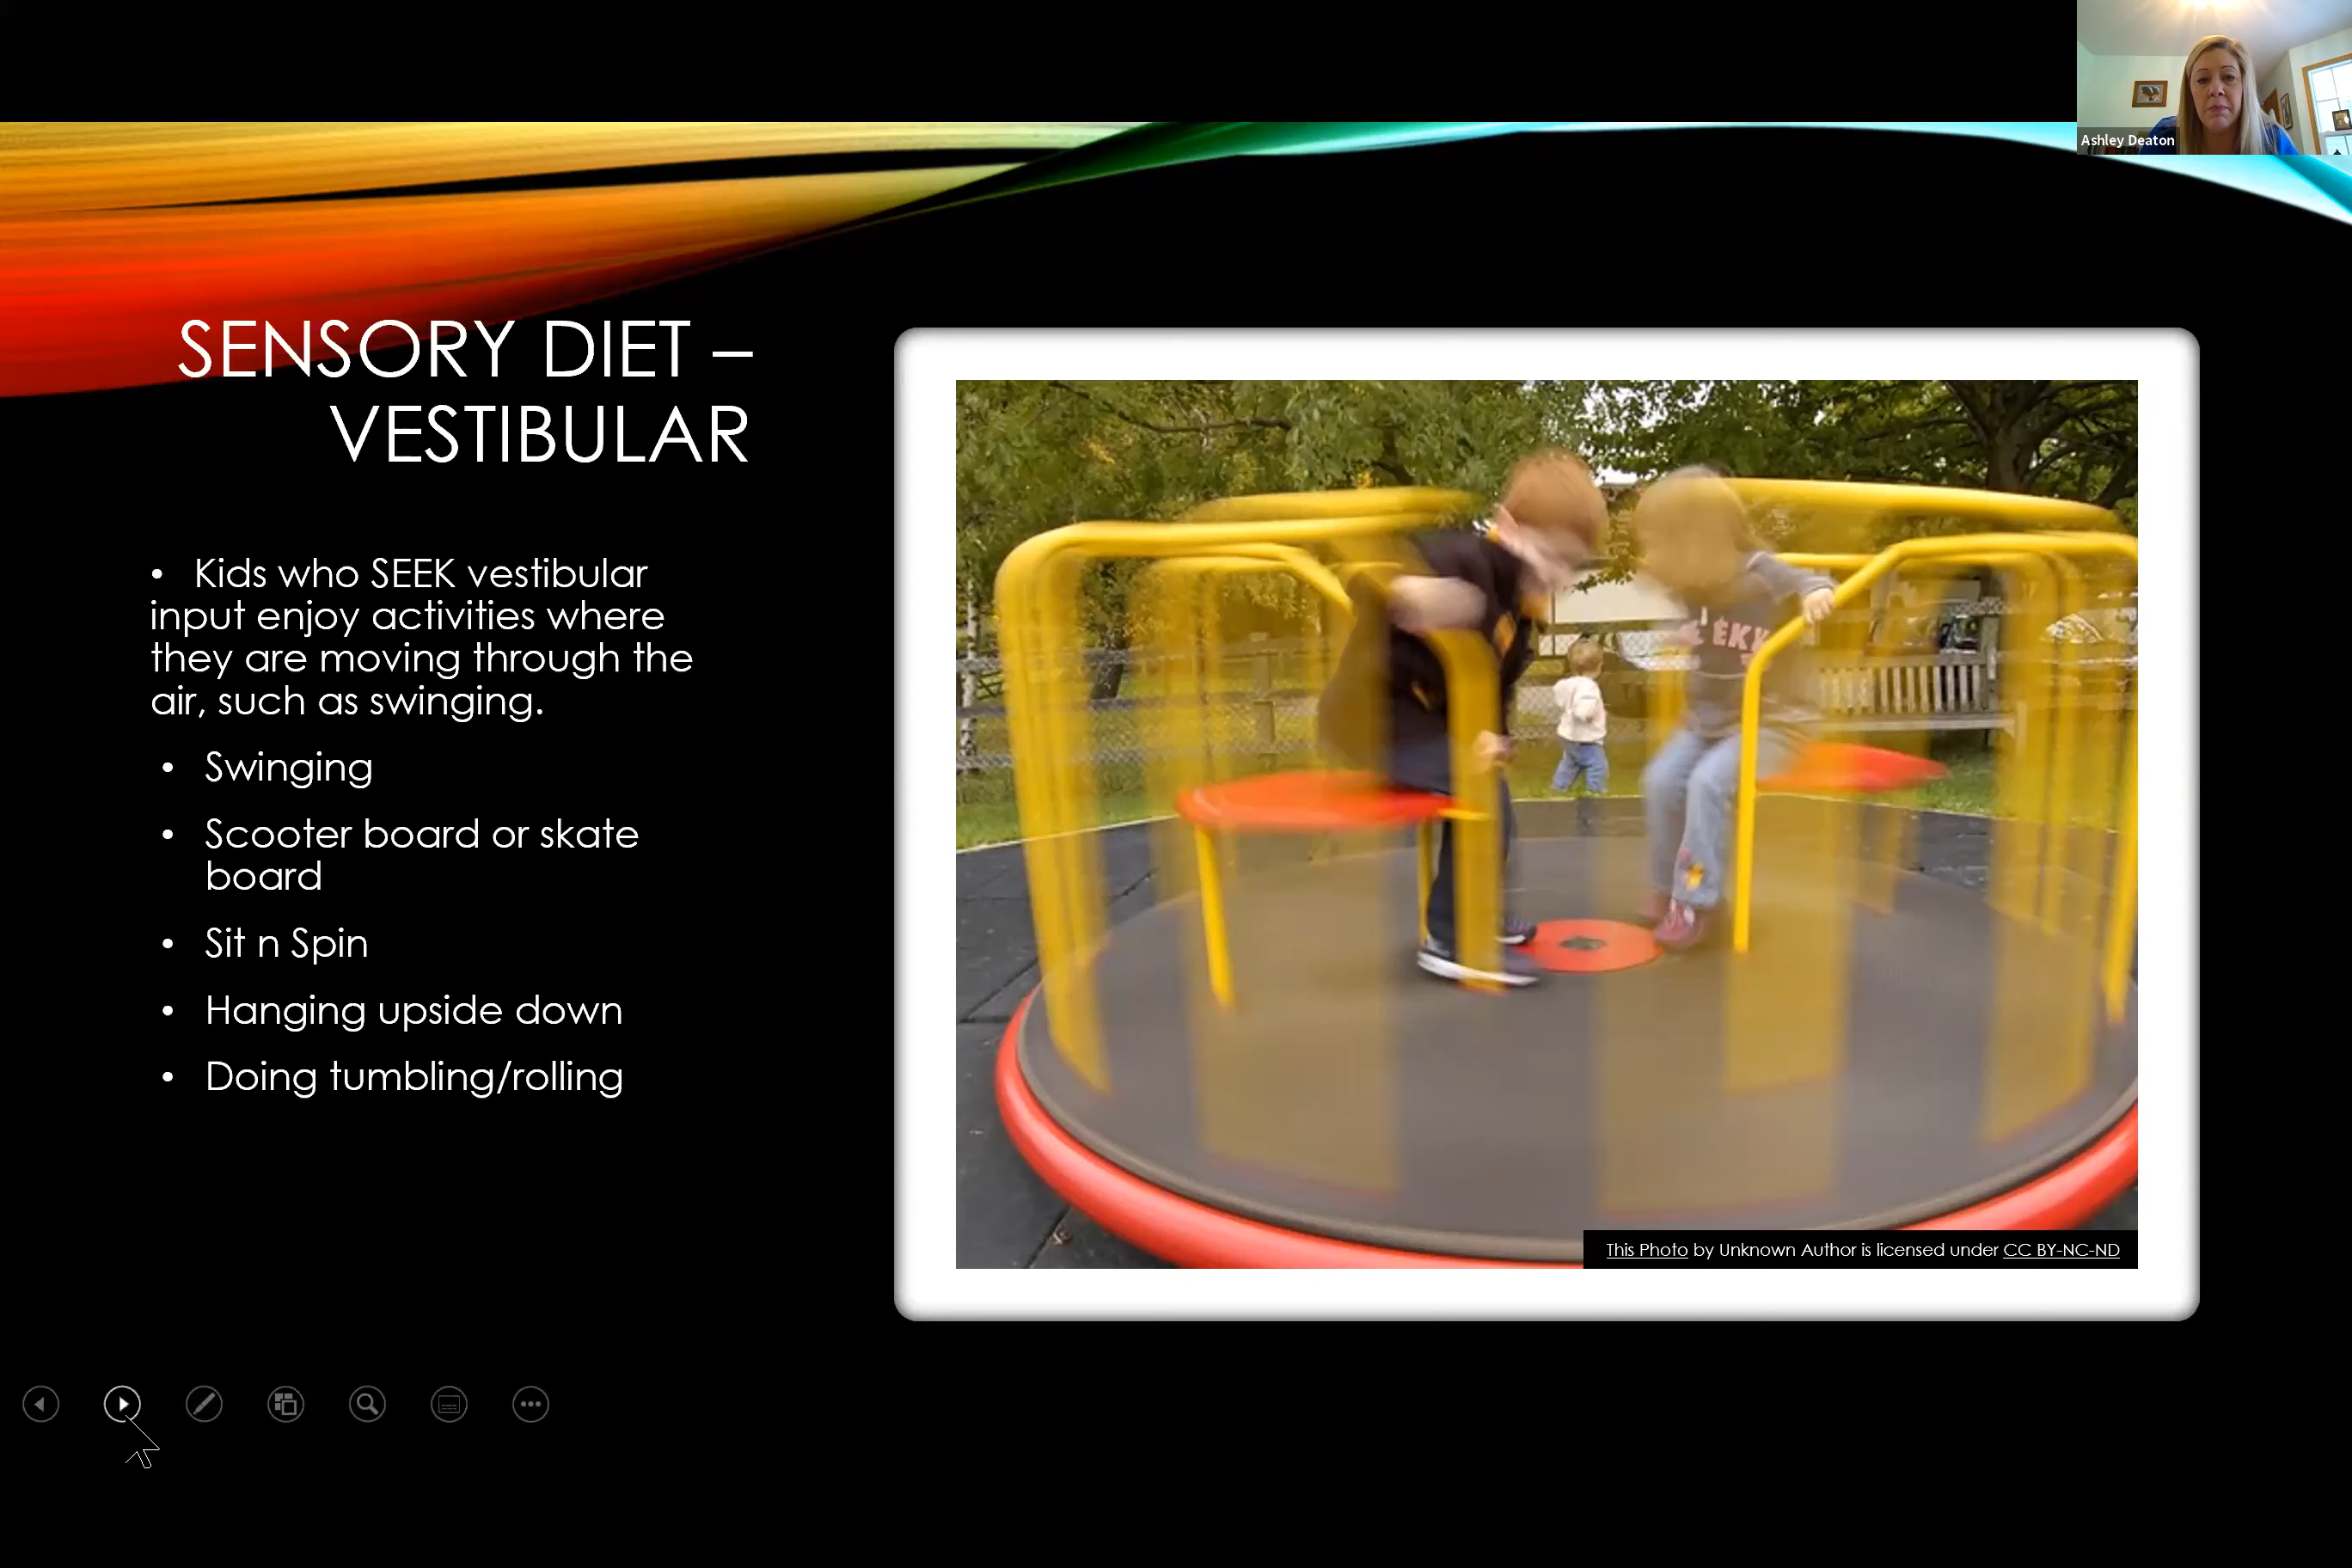 Ashley Deaton
SENSORY DIET –
VESTIBULAR
• Kids who SEEK vestibular
input enjoy activities where
they are moving through the
air, such as swinging.
• Swinging
• Scooter board or skate
board
• Sit n Spin
• Hanging upside down
• Doing tumbling/rolling
This Photo by Unknown Author is licensed under CC BY-NC-ND